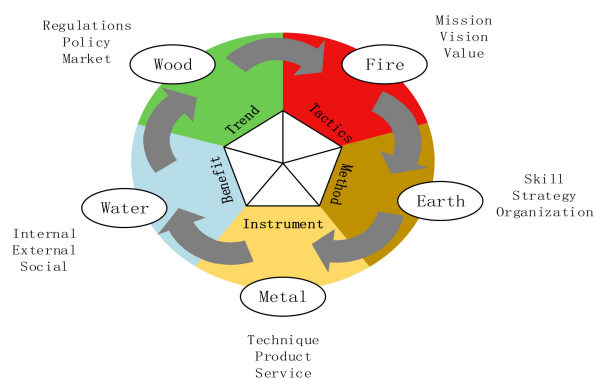 Regulations
Policy
Market
Wood
Trend
Mission
Vision
Value
Fire
Tactics
Skill
Strategy
Organization
Earth
Method
Metal
Instrument
Technique
Product
Service
Water
Benefit
Internal
External
Social